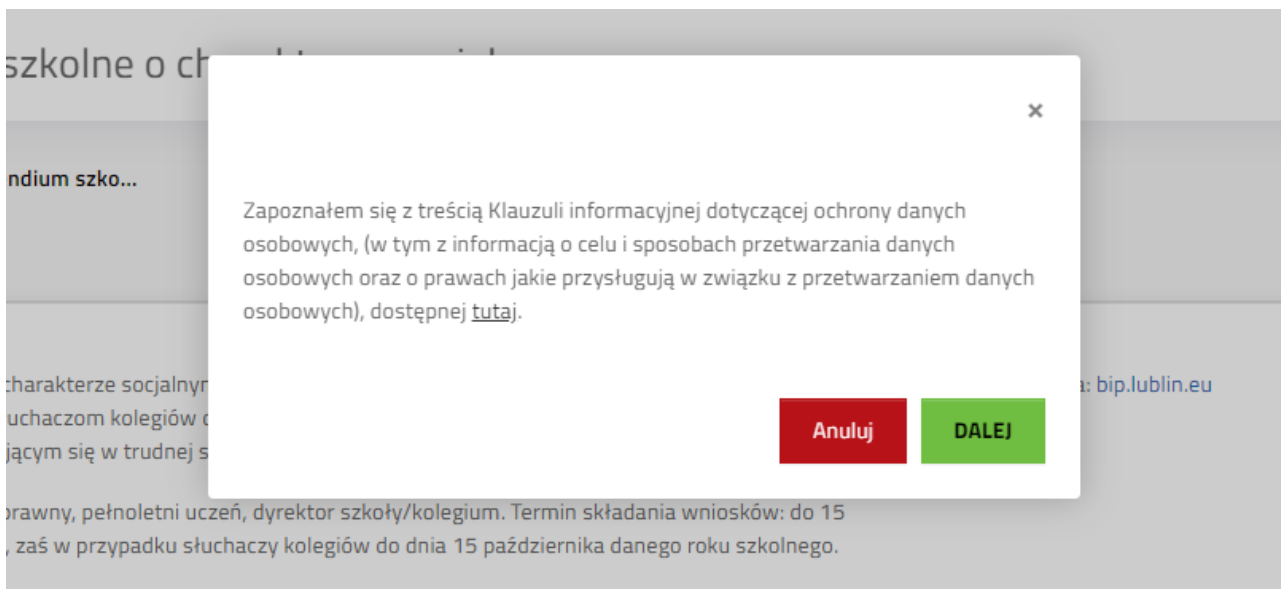 szkolne o ch
×
ndium szko...
Zapoznałem się z treścią Klauzuli informacyjnej dotyczącej ochrony danych
osobowych, (w tym z informacją o celu i sposobach przetwarzania danych
osobowych oraz o prawach jakie przysługują w związku z przetwarzaniem danych
osobowych), dostępnej tutaj.
charakterze socjalnyr
a: bip.lublin.eu
uchaczom kolegiów
jącym się w trudnej s
Anuluj DALEJ
prawny, pełnoletni uczeń, dyrektor szkoły/kolegium. Termin składania wniosków: do 15
, zaś w przypadku słuchaczy kolegiów do dnia 15 października danego roku szkolnego.